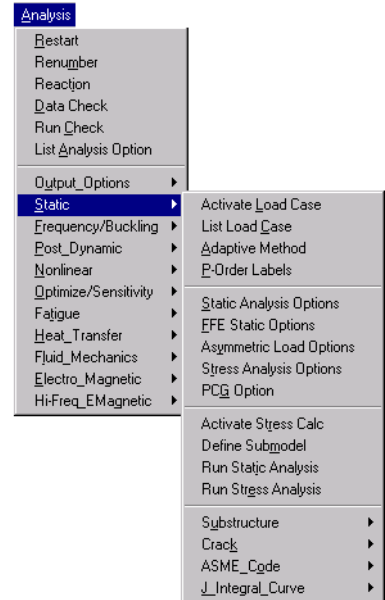 Analysis
Restart
Renumber
Reaction
Data Check
Run Check
List Analysis Option
Output_Options
Static
Frequency/Buckling
Post_Dynamic
Nonlinear
Optimize/Sensitivity
Fatigue
Heat_Transfer
Fluid_Mechanics
Electro_Magnetic
Hi-Freq_EMagnetic
Activate Load Case
List Load Case
Adaptive Method
P-Order Labels
Static Analysis Options
FFE Static Options
Asymmetric Load Options
Stress Analysis Options
PCG Option
Activate Stress Calc
Define Submodel
Run Static Analysis
Run Stress Analysis
Substructure
Crack
ASME_Code
J_Integral_Curve